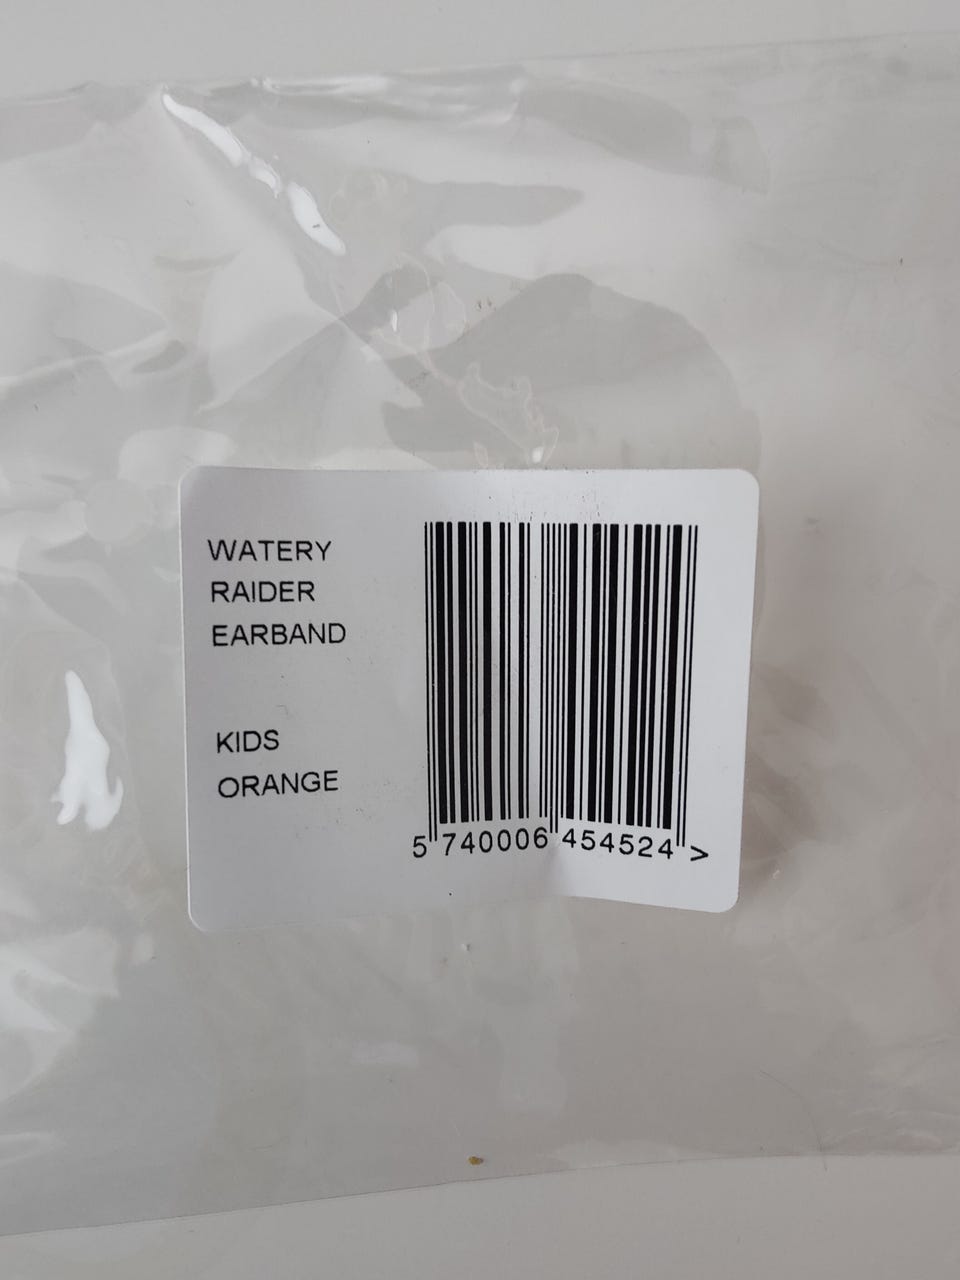 WATERY
RAIDER
EARBAND
KIDS
ORANGE
5 740006 454524 >